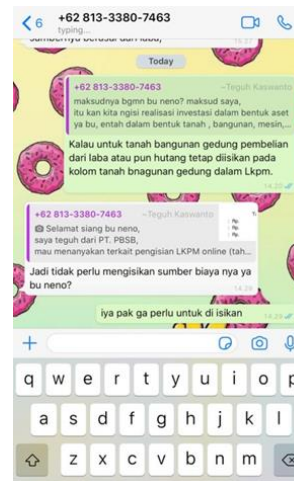 6
+62 813-3380-7463
typing...
Today
+62 813-3380-7463 ~Teguh Kaswanto
maksudnya bgmn bu neno? maksud saya,
itu kan kita ngisi realisasi investasi dalam bentuk aset
ya bu, entah dalam bentuk tanah , bangunan, mesin,...
Kalau untuk tanah bangunan gedung pembelian
dari laba atau pun hutang tetap diisikan pada
kolom tanah bnagunan gedung dalam Lkpm.
14.20
+62 813-3380-7463 ~Teguh Kaswanto
Selamat siang bu neno,
saya teguh dari PT. PBSB,
mau menanyakan terkait pengisian LKPM online (tah...
Jadi tidak perlu mengisikan sumber biaya nya ya
bu neno?
14.28
iya pak ga perlu untuk di isikan
14.29
q w e r t y u i o p
a s d f g h j k l
z x c v b n m